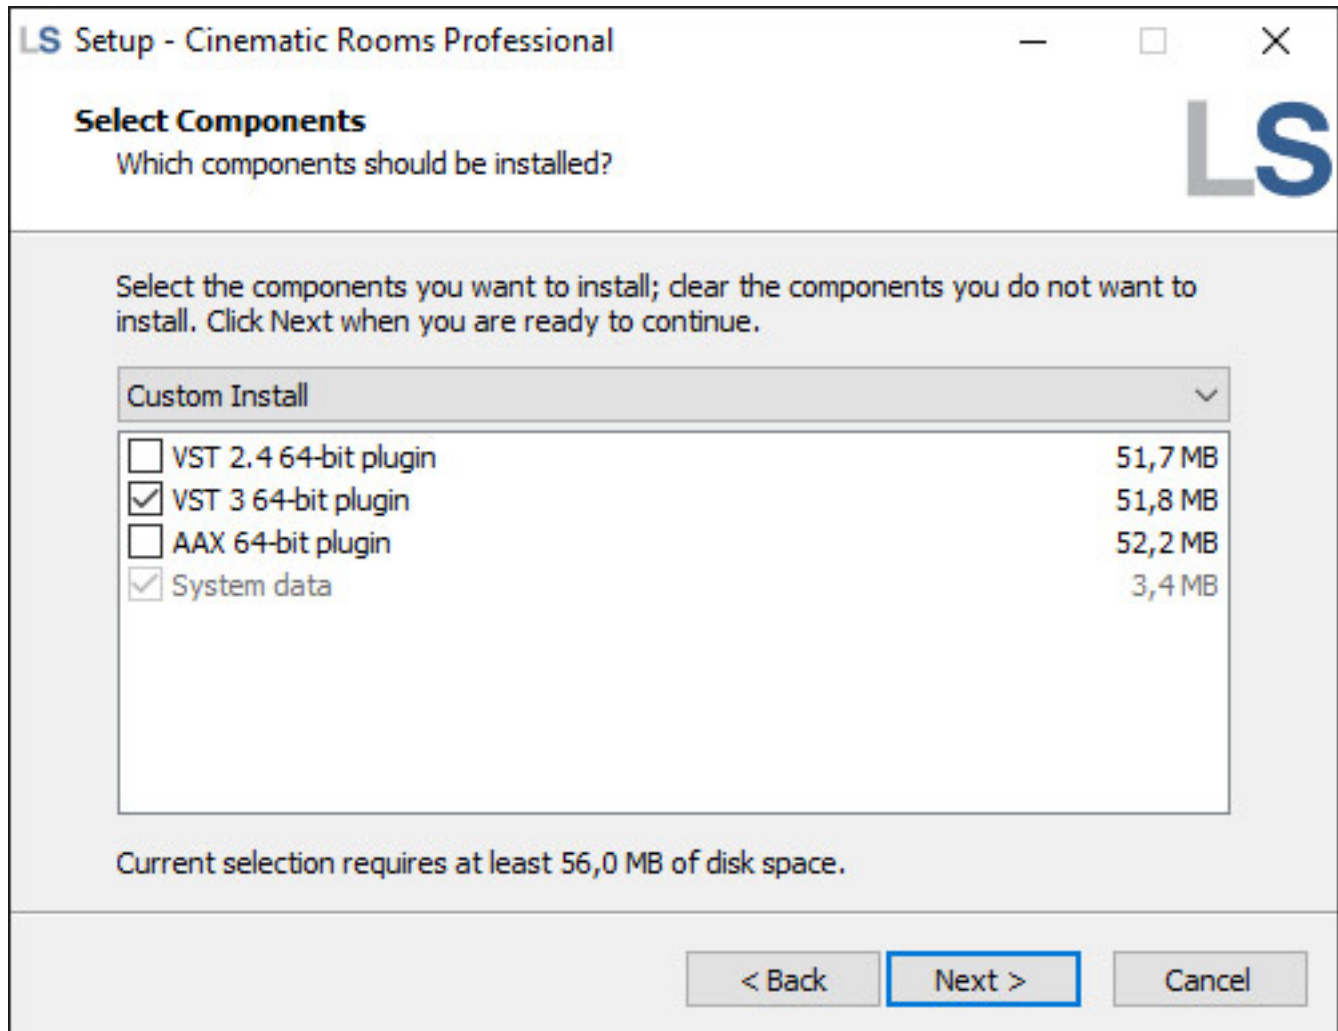 LS Setup - Cinematic Rooms Professional
Select Components
Which components should be installed?
LS
Select the components you want to install; clear the components you do not want to
install. Click Next when you are ready to continue.
Custom Install
VST 2.4 64-bit plugin 51,7 MB
VST 3 64-bit plugin 51,8 MB
AAX 64-bit plugin 52,2 MB
System data 3,4 MB
Current selection requires at least 56,0 MB of disk space.
< Back Next > Cancel